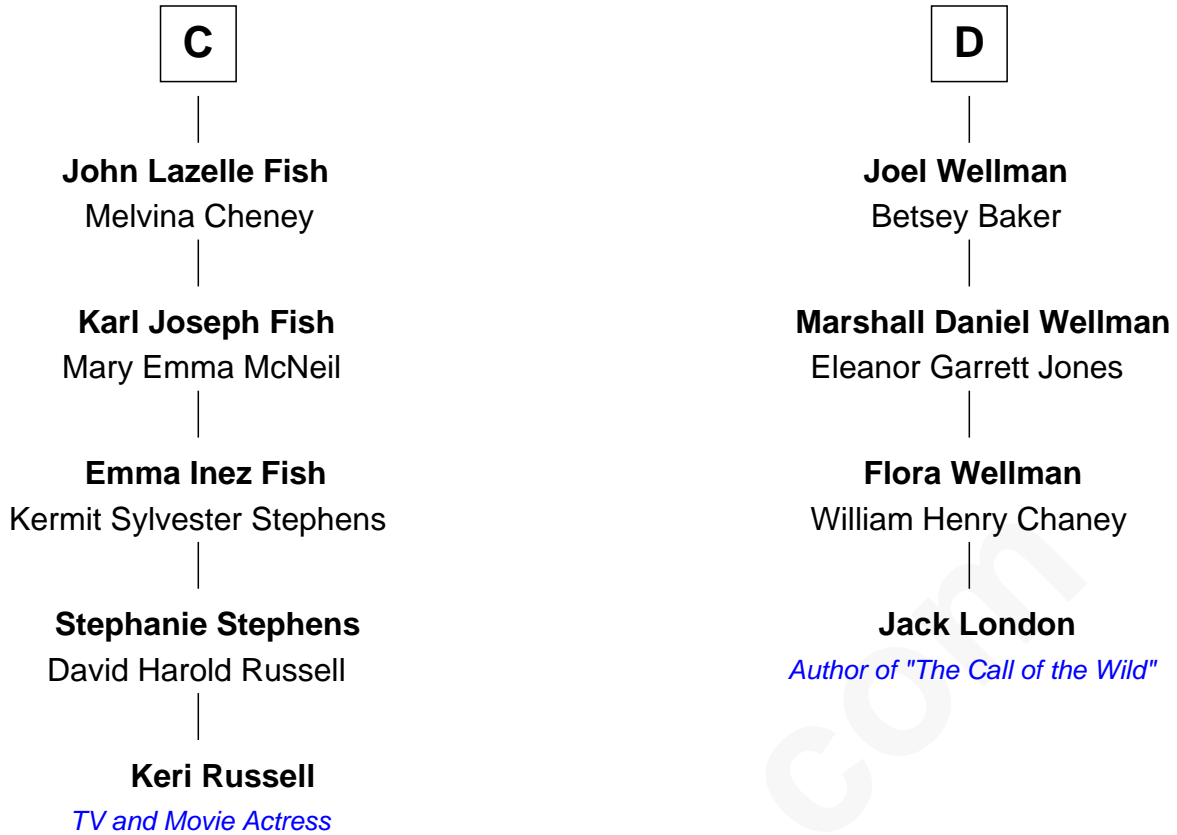 C
John Lazelle Fish
Melvina Cheney
Karl Joseph Fish
Mary Emma McNeil
Emma Inez Fish
Kermit Sylvester Stephens
Stephanie Stephens
David Harold Russell
Keri Russell
TV and Movie Actress
D
Joel Wellman
Betsey Baker
Marshall Daniel Wellman
Eleanor Garrett Jones
Flora Wellman
William Henry Chaney
Jack London
Author of "The Call of the Wild"
com